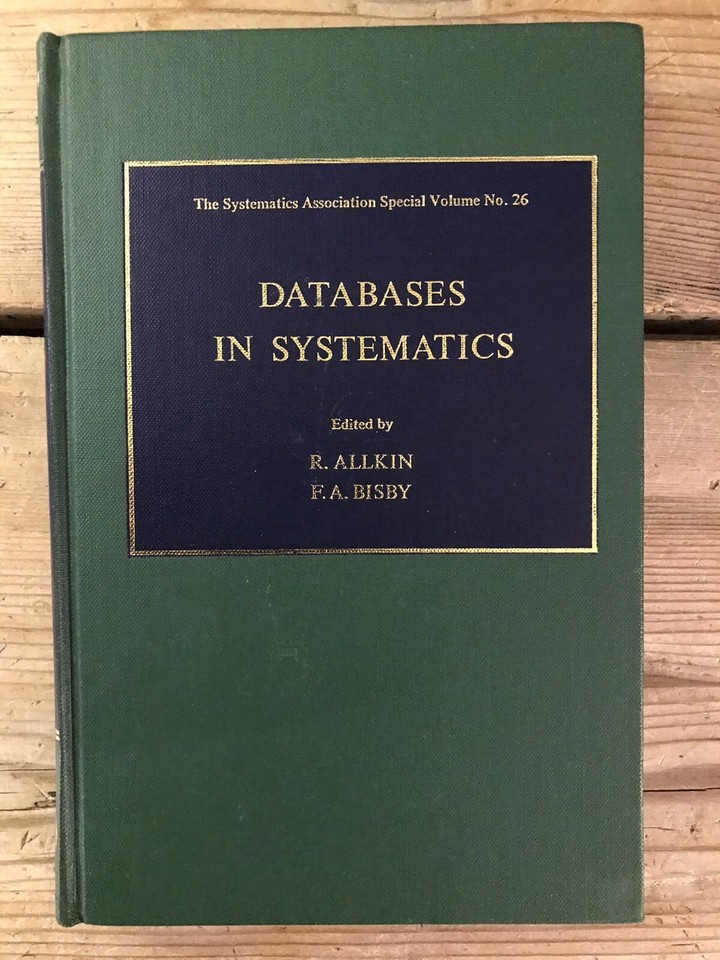 The Systematics Association Special Volume No. 26
DATABASES
IN SYSTEMATICS
Edited by
R. ALLKIN
F. A. BISBY